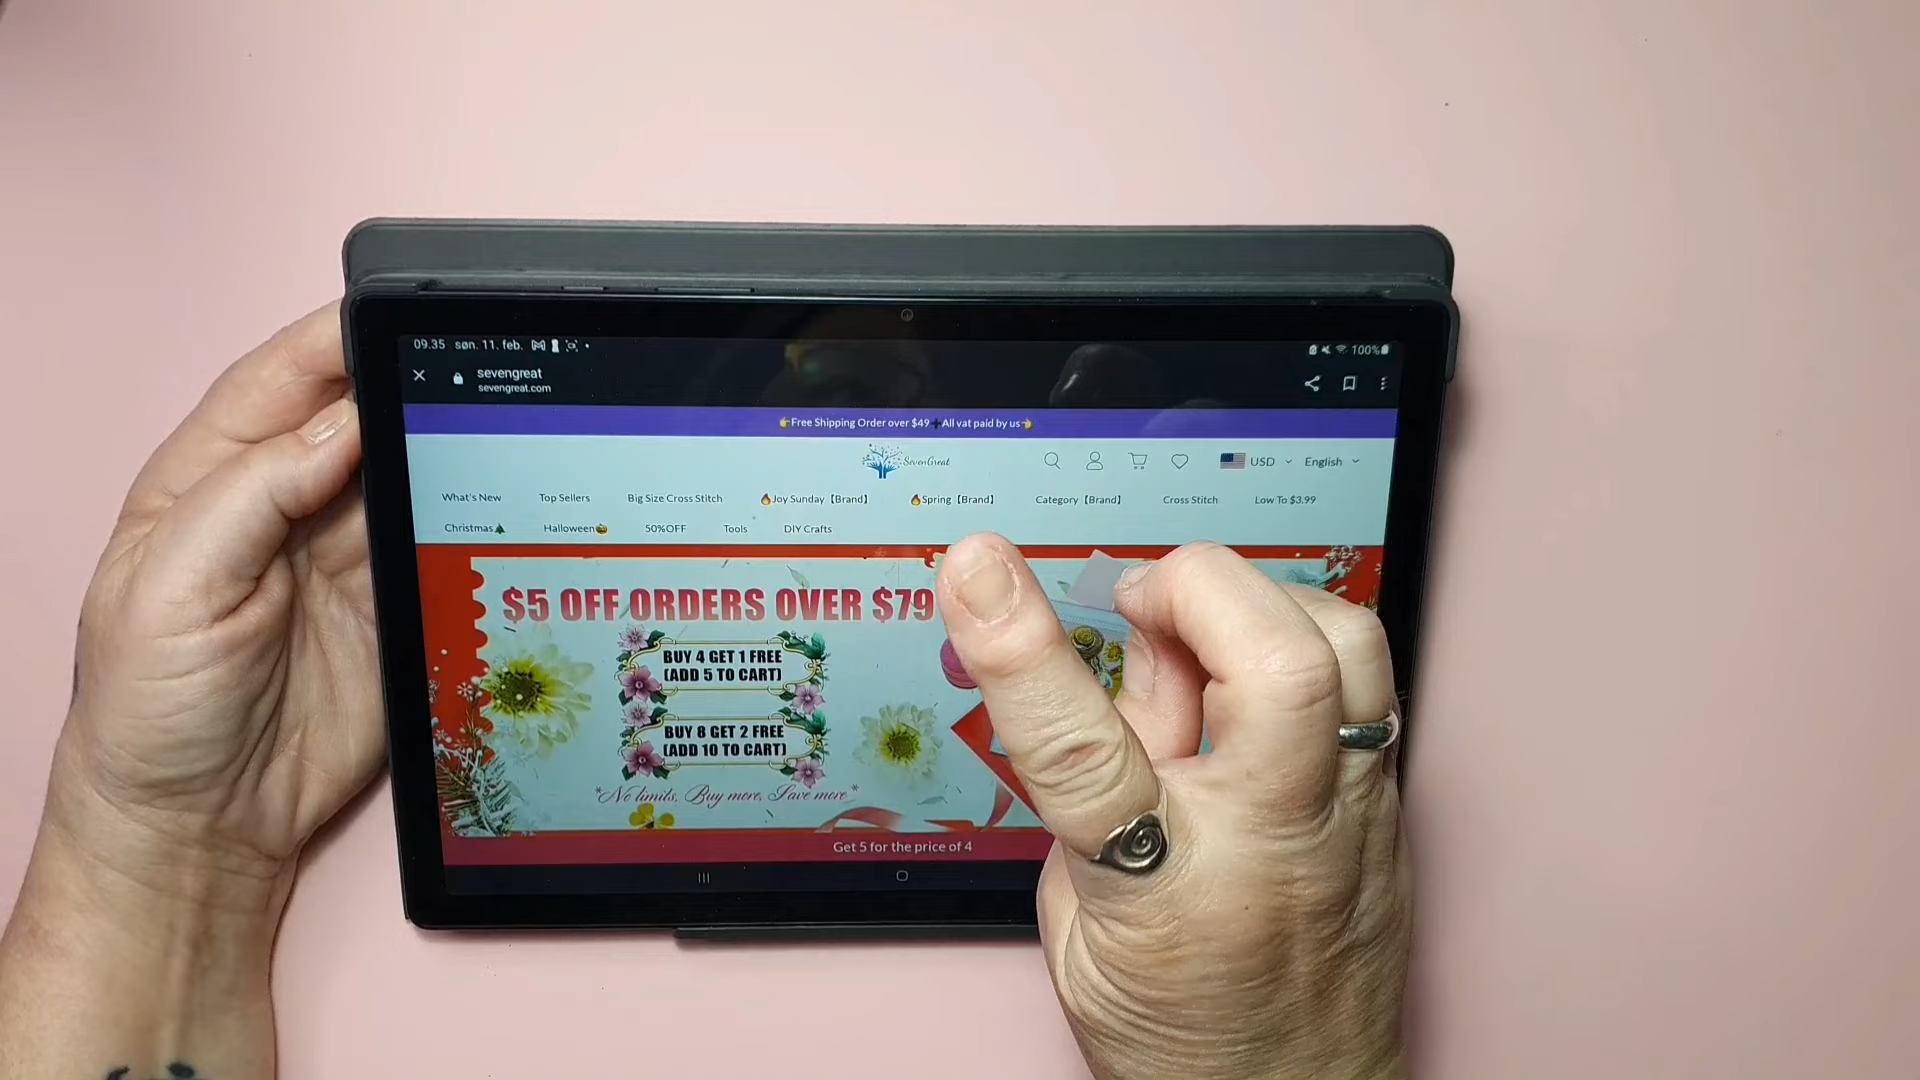 09.35 søn. 11. feb.
100%
sevengreat
sevengreat.com
👉Free Shipping Order over $49➕All vat paid by us👈
SevenGreat
USD
English
What's New
Top Sellers
Big Size Cross Stitch
🔥Joy Sunday【Brand】
🔥Spring【Brand】
Category【Brand】
Cross Stitch
Low To $3.99
Christmas🎄
Halloween🎃
50%OFF
Tools
DIY Crafts
$5 OFF ORDERS OVER $79
BUY 4 GET 1 FREE
(ADD 5 TO CART)
BUY 8 GET 2 FREE
(ADD 10 TO CART)
*No limits, Buy more, Save more*
Get 5 for the price of 4